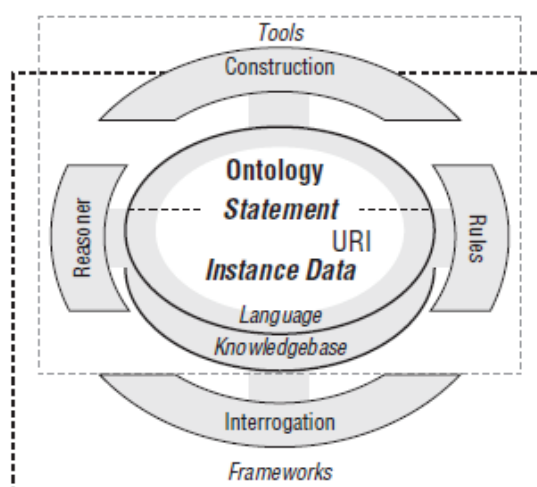 Tools
Construction
Ontology
Statement
URI
Instance Data
Reasoner
Rules
Language
Knowledgebase
Interrogation
Frameworks